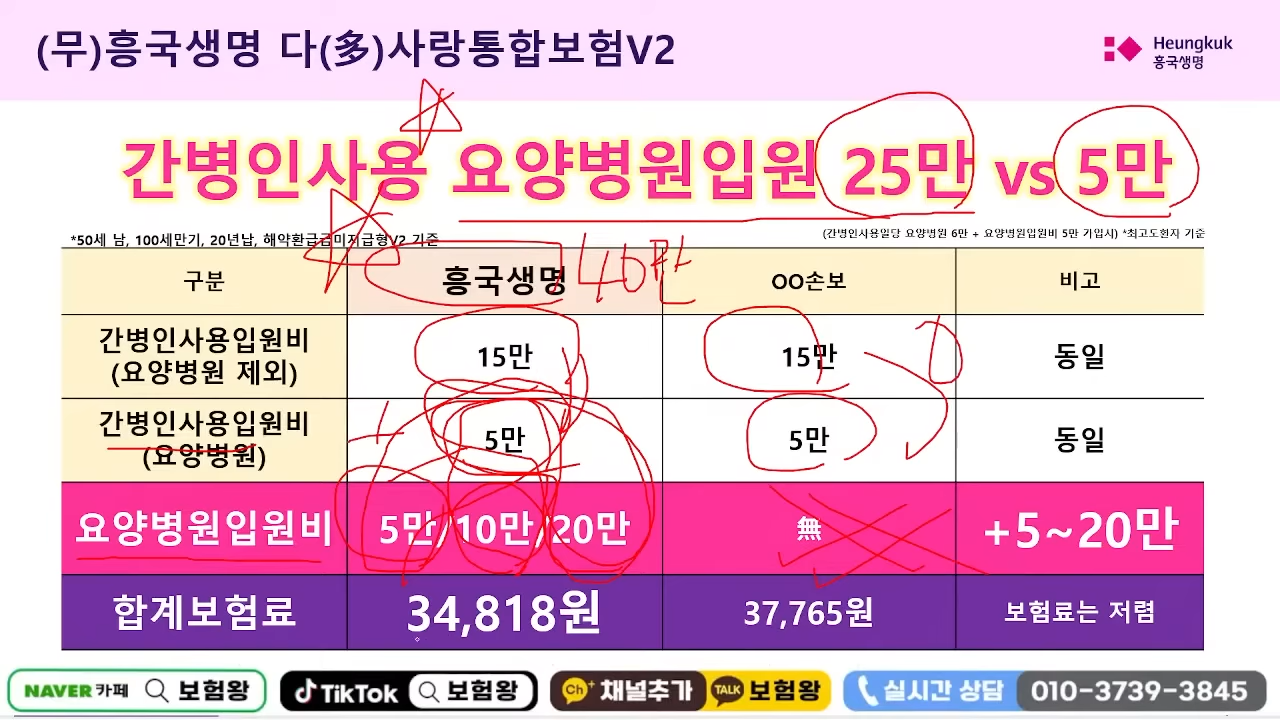 (무)흥국생명 다(多)사랑통합보험V2
Heungkuk
흥국생명
간병인사용 요양병원입원 25만 vs 5만
*50세 남, 100세만기, 20년납, 해약환급금미지급형V2 기준
(간병인사용일당 요양병원 6만 + 요양병원입원비 5만 가입시) *최고도환자 기준
구분 흥국생명 40만 OO손보 비고
간병인사용입원비
(요양병원 제외)
15만 15만 동일
간병인사용입원비
(요양병원)
5만 5만 동일
요양병원입원비 5만/10만/20만 無 +5~20만
합계보험료 34,818원 37,765원 보험료는 저렴
NAVER 카페 보험왕
TikTok 보험왕
Ch+ 채널추가 TALK 보험왕
실시간 상담 010-3739-3845